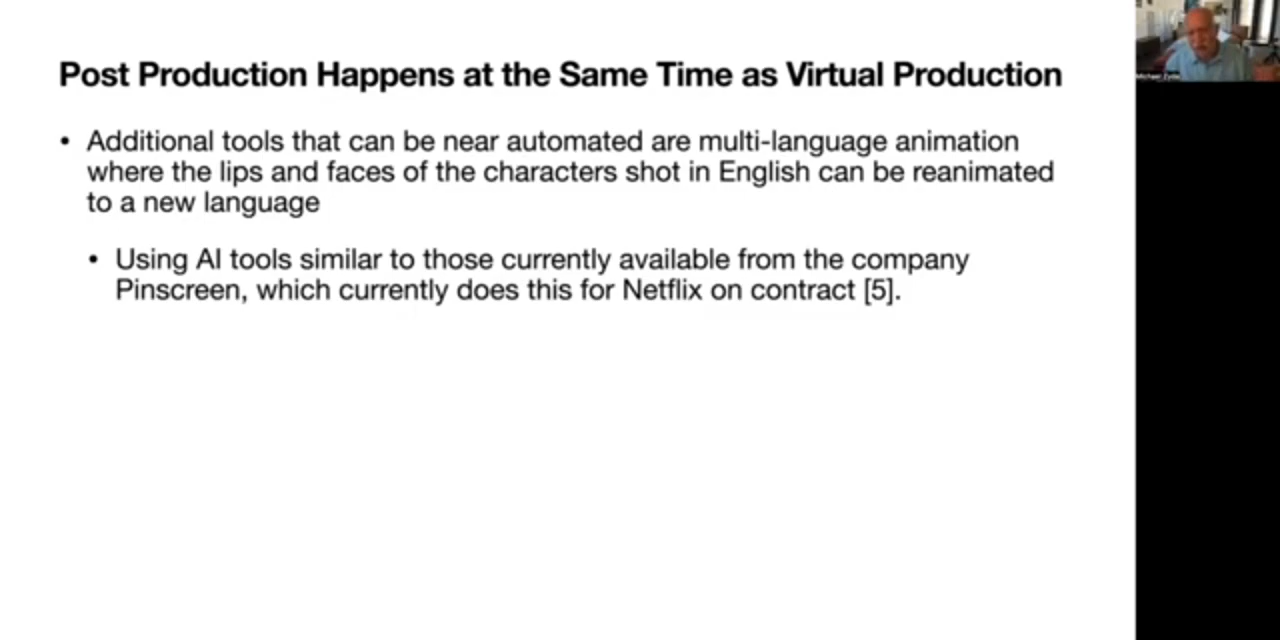 Post Production Happens at the Same Time as Virtual Production
• Additional tools that can be near automated are multi-language animation
where the lips and faces of the characters shot in English can be reanimated
to a new language
• Using AI tools similar to those currently available from the company
Pinscreen, which currently does this for Netflix on contract [5].
Michael Zyda